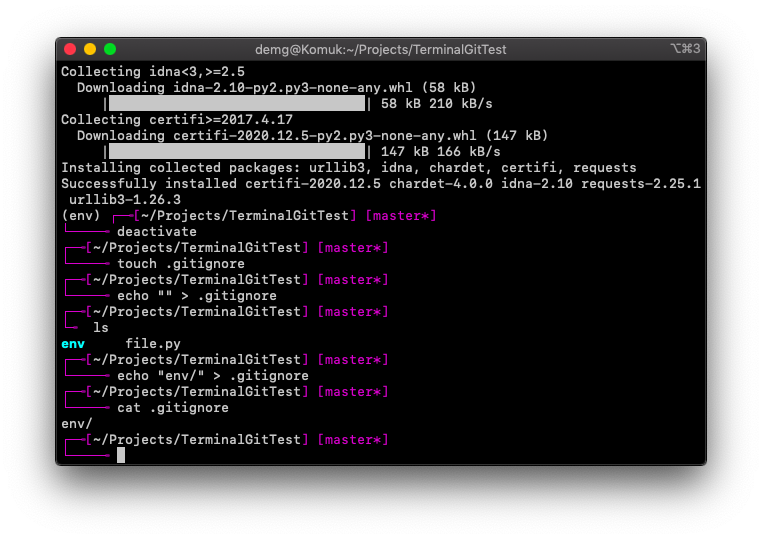 demg@Komuk:~/Projects/TerminalGitTest ⌥⌘3
Collecting idna<3,>=2.5
  Downloading idna-2.10-py2.py3-none-any.whl (58 kB)
     |████████████████████████████████| 58 kB 210 kB/s
Collecting certifi>=2017.4.17
  Downloading certifi-2020.12.5-py2.py3-none-any.whl (147 kB)
     |████████████████████████████████| 147 kB 166 kB/s
Installing collected packages: urllib3, idna, chardet, certifi, requests
Successfully installed certifi-2020.12.5 chardet-4.0.0 idna-2.10 requests-2.25.1
 urllib3-1.26.3
(env) ┌─╼[~/Projects/TerminalGitTest] [master*]
└────╼ deactivate
┌─╼[~/Projects/TerminalGitTest] [master*]
└────╼ touch .gitignore
┌─╼[~/Projects/TerminalGitTest] [master*]
└────╼ echo "" > .gitignore
┌─╼[~/Projects/TerminalGitTest] [master*]
└╼  ls
env     file.py
┌─╼[~/Projects/TerminalGitTest] [master*]
└────╼ echo "env/" > .gitignore
┌─╼[~/Projects/TerminalGitTest] [master*]
└────╼ cat .gitignore
env/
┌─╼[~/Projects/TerminalGitTest] [master*]
└────╼